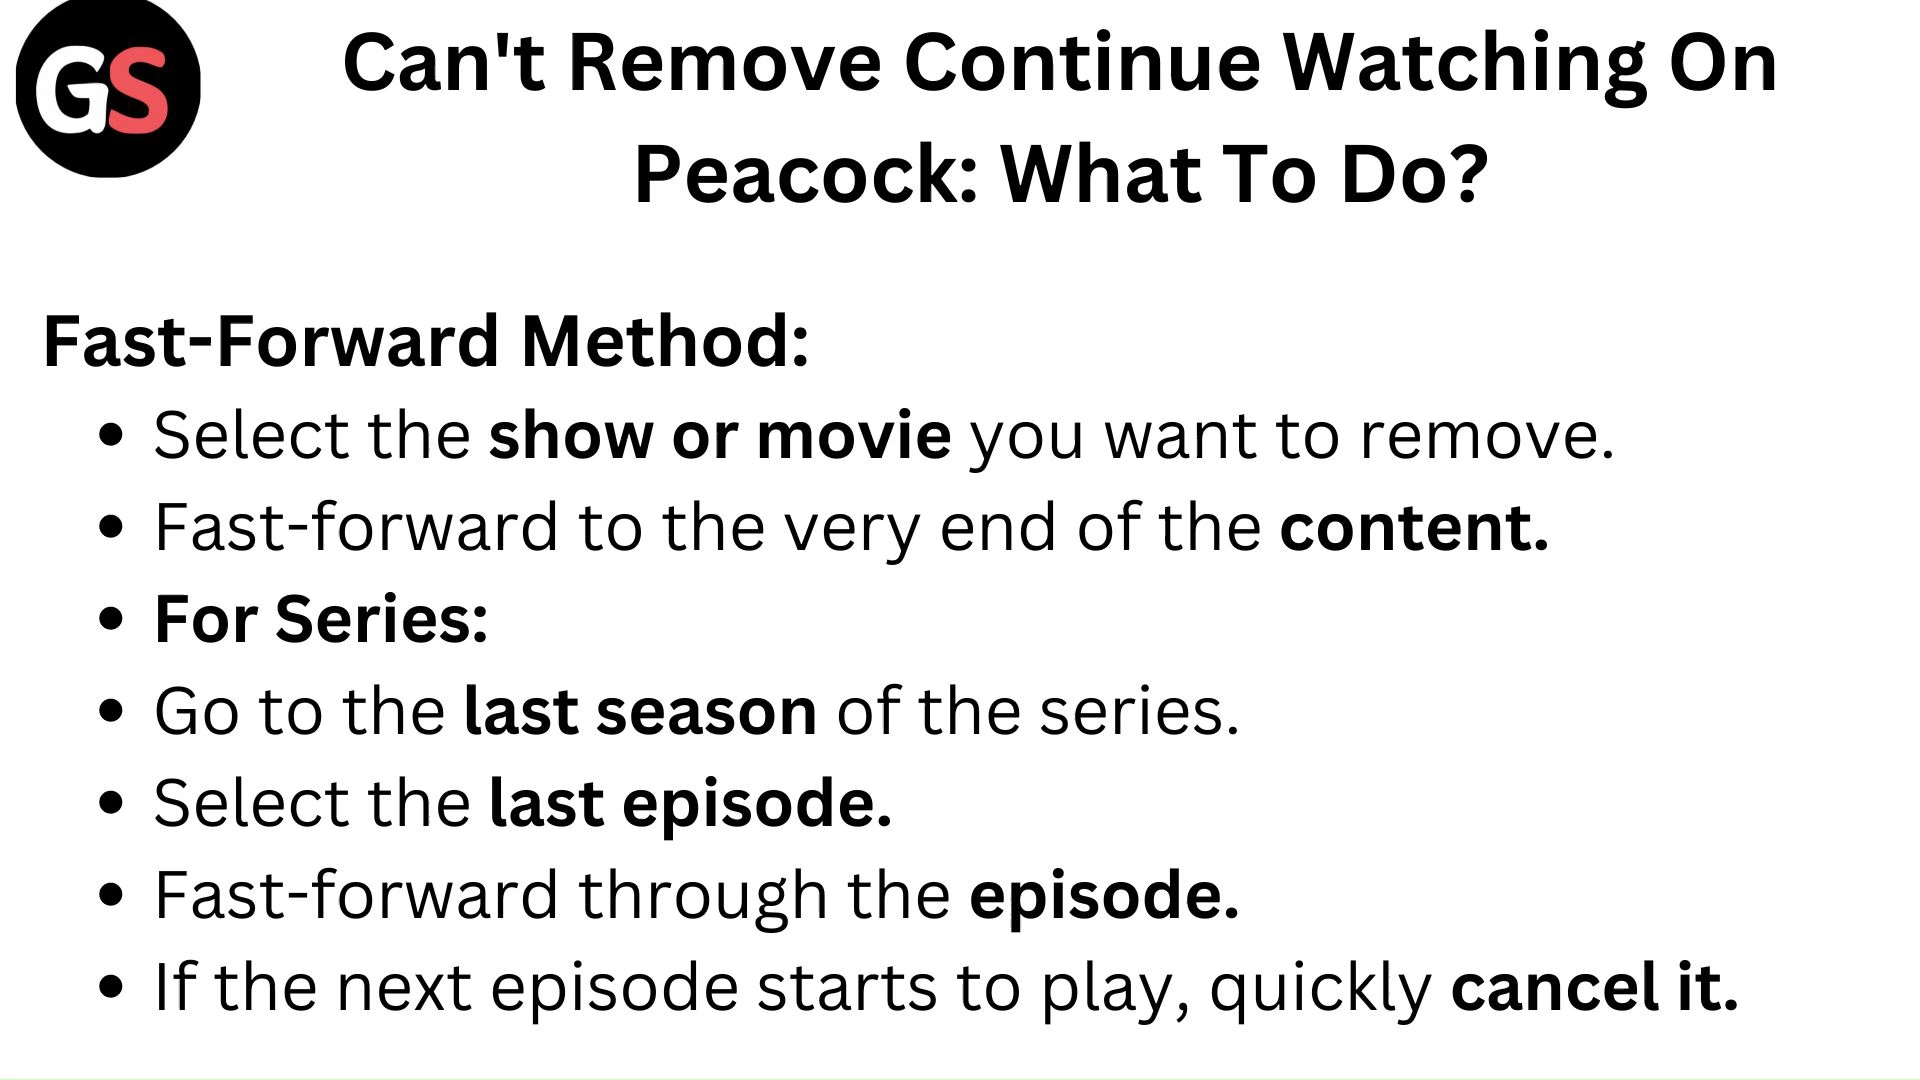 GS
Can't Remove Continue Watching On
Peacock: What To Do?
Fast-Forward Method:
• Select the show or movie you want to remove.
• Fast-forward to the very end of the content.
• For Series:
• Go to the last season of the series.
• Select the last episode.
• Fast-forward through the episode.
• If the next episode starts to play, quickly cancel it.